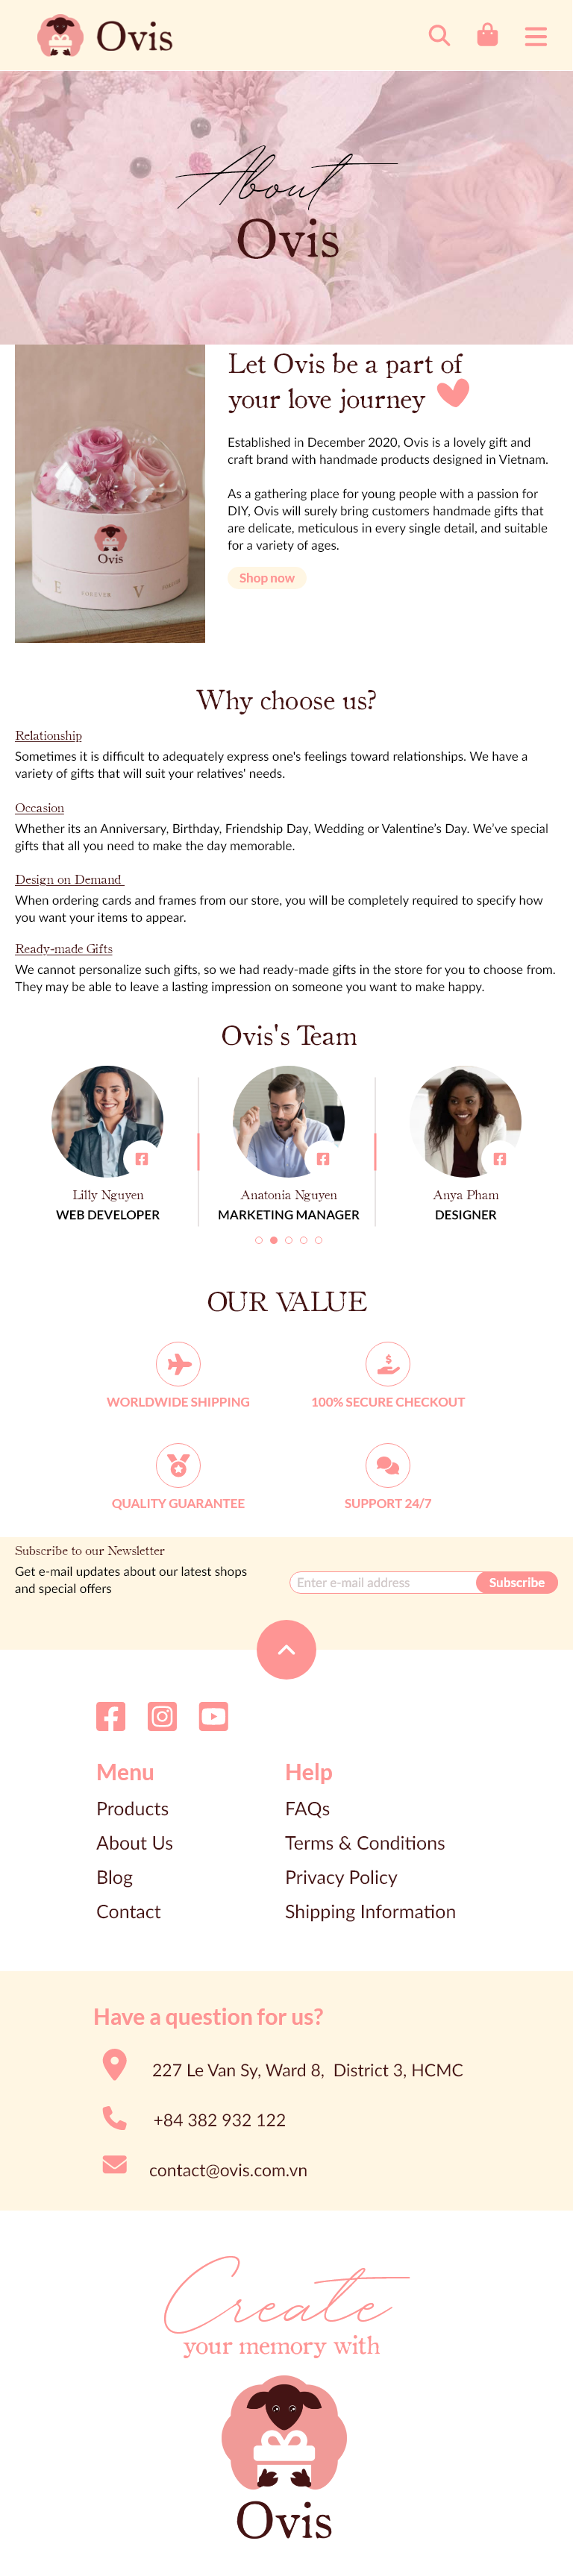 Ovis
About
Ovis
Let Ovis be a part of
your love journey
Established in December 2020, Ovis is a lovely gift and
craft brand with handmade products designed in Vietnam.
As a gathering place for young people with a passion for
DIY, Ovis will surely bring customers handmade gifts that
are delicate, meticulous in every single detail, and suitable
for a variety of ages.
Shop now
Ovis
E FOREVER V FOREVER
Why choose us?
Relationship
Sometimes it is difficult to adequately express one's feelings toward relationships. We have a
variety of gifts that will suit your relatives' needs.
Occasion
Whether its an Anniversary, Birthday, Friendship Day, Wedding or Valentine’s Day. We’ve special
gifts that all you need to make the day memorable.
Design on Demand
When ordering cards and frames from our store, you will be completely required to specify how
you want your items to appear.
Ready-made Gifts
We cannot personalize such gifts, so we had ready-made gifts in the store for you to choose from.
They may be able to leave a lasting impression on someone you want to make happy.
Ovis's Team
Lilly Nguyen
WEB DEVELOPER
Anatonia Nguyen
MARKETING MANAGER
Anya Pham
DESIGNER
OUR VALUE
WORLDWIDE SHIPPING
100% SECURE CHECKOUT
QUALITY GUARANTEE
SUPPORT 24/7
Subscribe to our Newsletter
Get e-mail updates about our latest shops
and special offers
Enter e-mail address
Subscribe
Menu
Products
About Us
Blog
Contact
Help
FAQs
Terms & Conditions
Privacy Policy
Shipping Information
Have a question for us?
227 Le Van Sy, Ward 8, District 3, HCMC
+84 382 932 122
contact@ovis.com.vn
Create
your memory with
Ovis